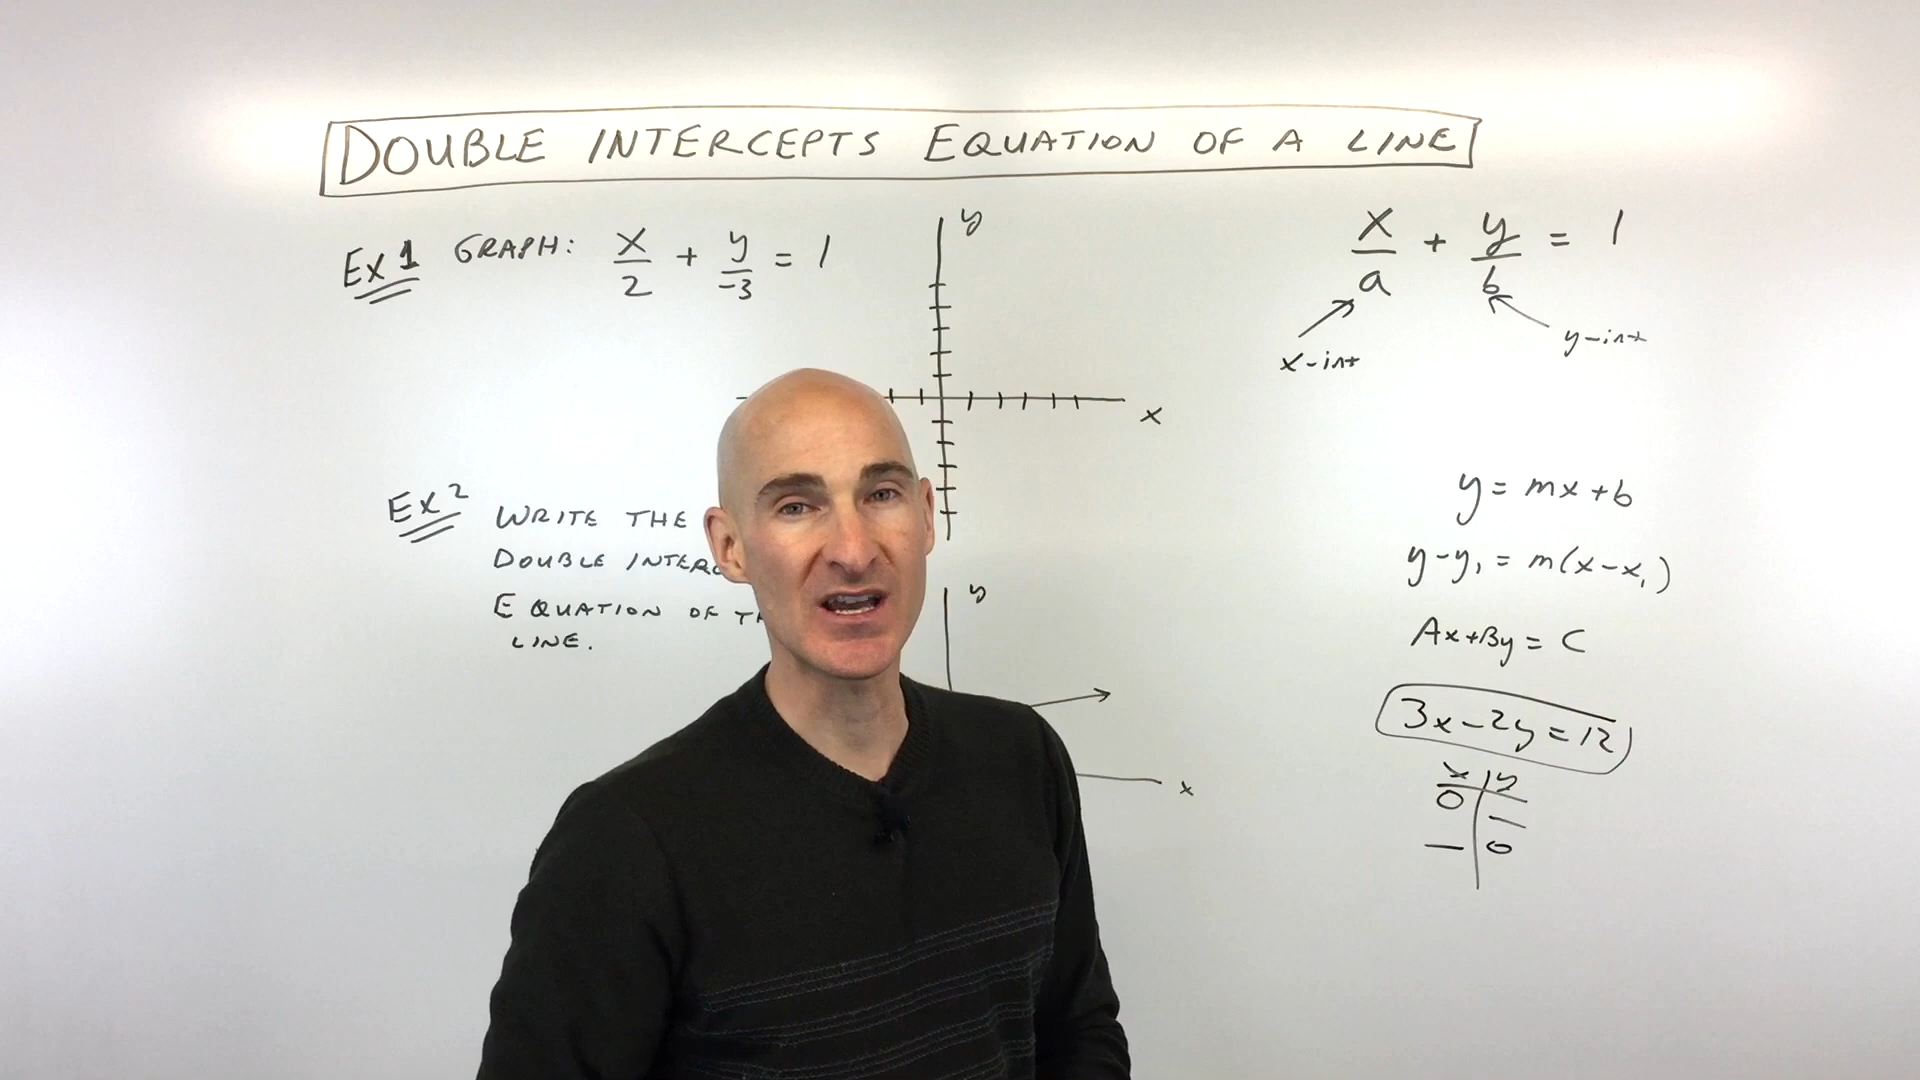 DOUBLE INTERCEPTS EQUATION OF A LINE
Ex 1 GRAPH: x/2 + y/-3 = 1
y
x
x/a + y/b = 1
x-int
y-int
Ex 2 WRITE THE
DOUBLE
EQUATION OF
LINE.
y
x
y = mx + b
y - y₁ = m(x - x₁)
Ax + By = C
3x - 2y = 12
x | y
0 | —
— | 0